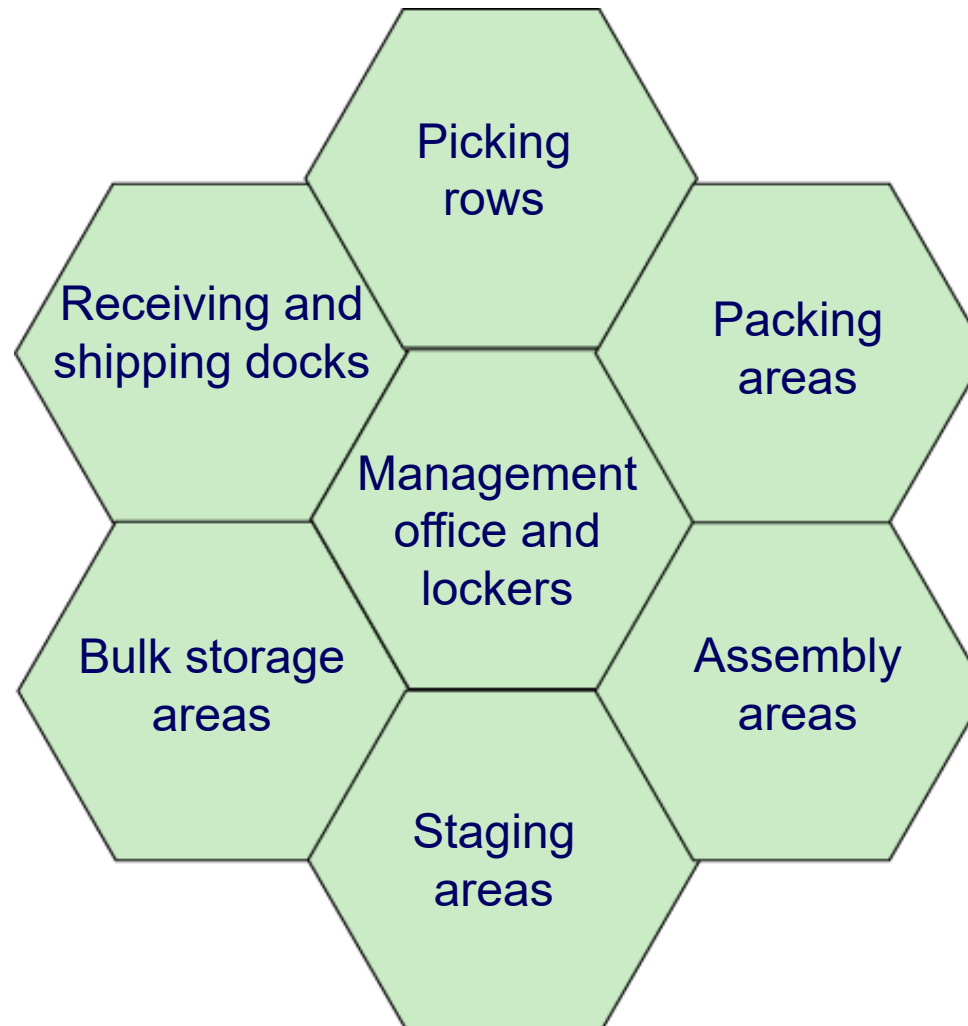 Picking
rows
Receiving and
shipping docks
Packing
areas
Management
office and
lockers
Bulk storage
areas
Assembly
areas
Staging
areas